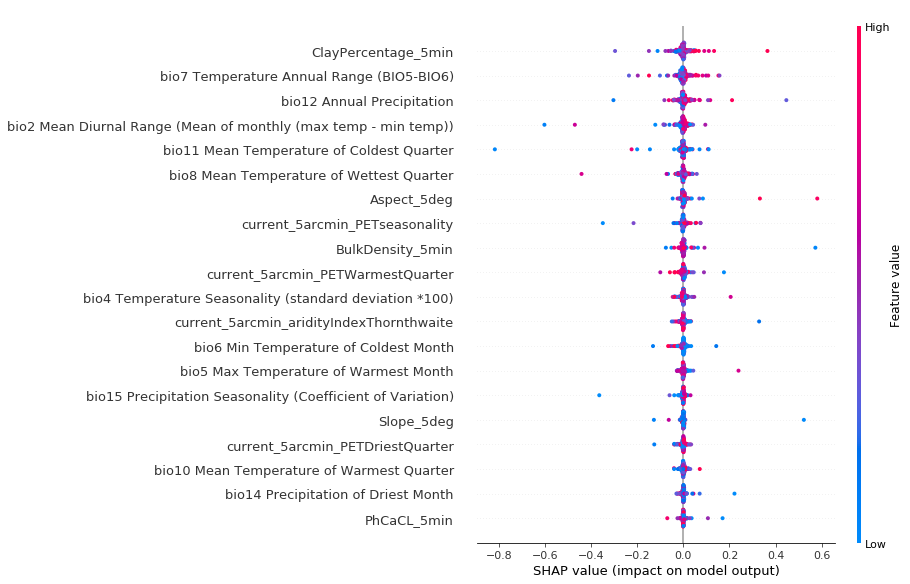 High
ClayPercentage_5min
bio7 Temperature Annual Range (BIO5-BIO6)
bio12 Annual Precipitation
bio2 Mean Diurnal Range (Mean of monthly (max temp - min temp))
bio11 Mean Temperature of Coldest Quarter
bio8 Mean Temperature of Wettest Quarter
Aspect_5deg
current_5arcmin_PETseasonality
BulkDensity_5min
current_5arcmin_PETWarmestQuarter
bio4 Temperature Seasonality (standard deviation *100)
current_5arcmin_aridityIndexThornthwaite
bio6 Min Temperature of Coldest Month
bio5 Max Temperature of Warmest Month
bio15 Precipitation Seasonality (Coefficient of Variation)
Slope_5deg
current_5arcmin_PETDriestQuarter
bio10 Mean Temperature of Warmest Quarter
bio14 Precipitation of Driest Month
PhCaCL_5min
Feature value
Low
−0.8 −0.6 −0.4 −0.2 0.0 0.2 0.4 0.6
SHAP value (impact on model output)